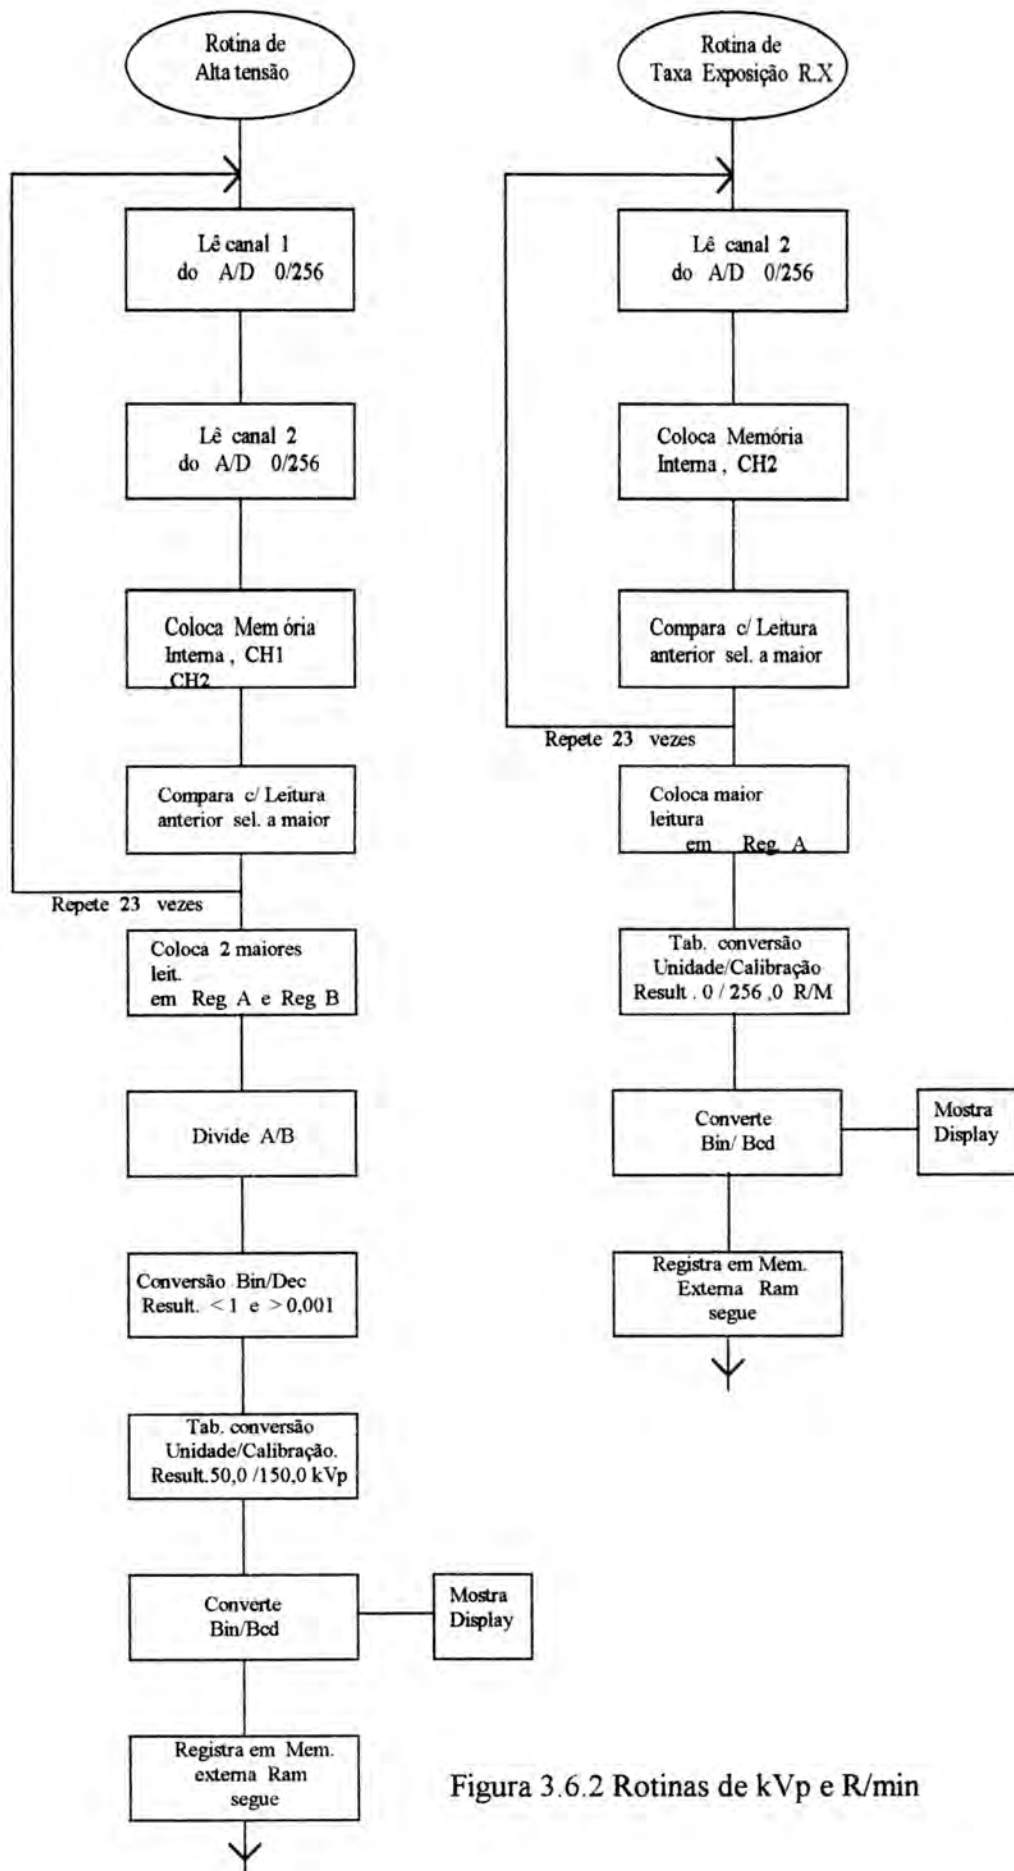 Rotina de
Alta tensão
Lê canal 1
do A/D 0/256
Lê canal 2
do A/D 0/256
Coloca Memória
Interna , CH1
,CH2
Compara c/ Leitura
anterior sel. a maior
Repete 23 vezes
Coloca 2 maiores
leit.
em Reg A e Reg B
Divide A/B
Conversão Bin/Dec
Result. < 1 e > 0,001
Tab. conversão
Unidade/Calibração.
Result.50,0 /150,0 kVp
Converte
Bin/Bcd
Mostra
Display
Registra em Mem.
externa Ram
segue
Rotina de
Taxa Exposição R.X
Lê canal 2
do A/D 0/256
Coloca Memória
Interna , CH2
Compara c/ Leitura
anterior sel. a maior
Repete 23 vezes
Coloca maior
leitura
em Reg. A
Tab. conversão
Unidade/Calibração
Result . 0 / 256 ,0 R/M
Converte
Bin/ Bcd
Mostra
Display
Registra em Mem.
Externa Ram
segue
Figura 3.6.2 Rotinas de kVp e R/min